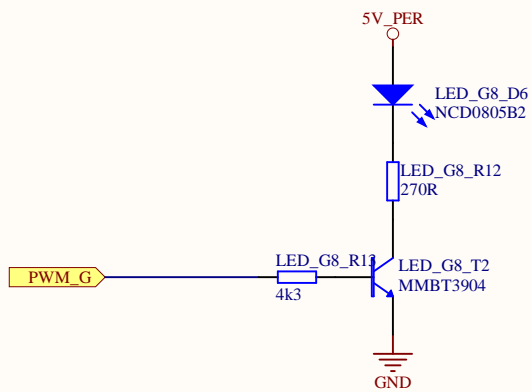 5V_PER
LED_G8_D6
NCD0805B2
LED_G8_R12
270R
LED_G8_R13
4k3
LED_G8_T2
MMBT3904
PWM_G
GND